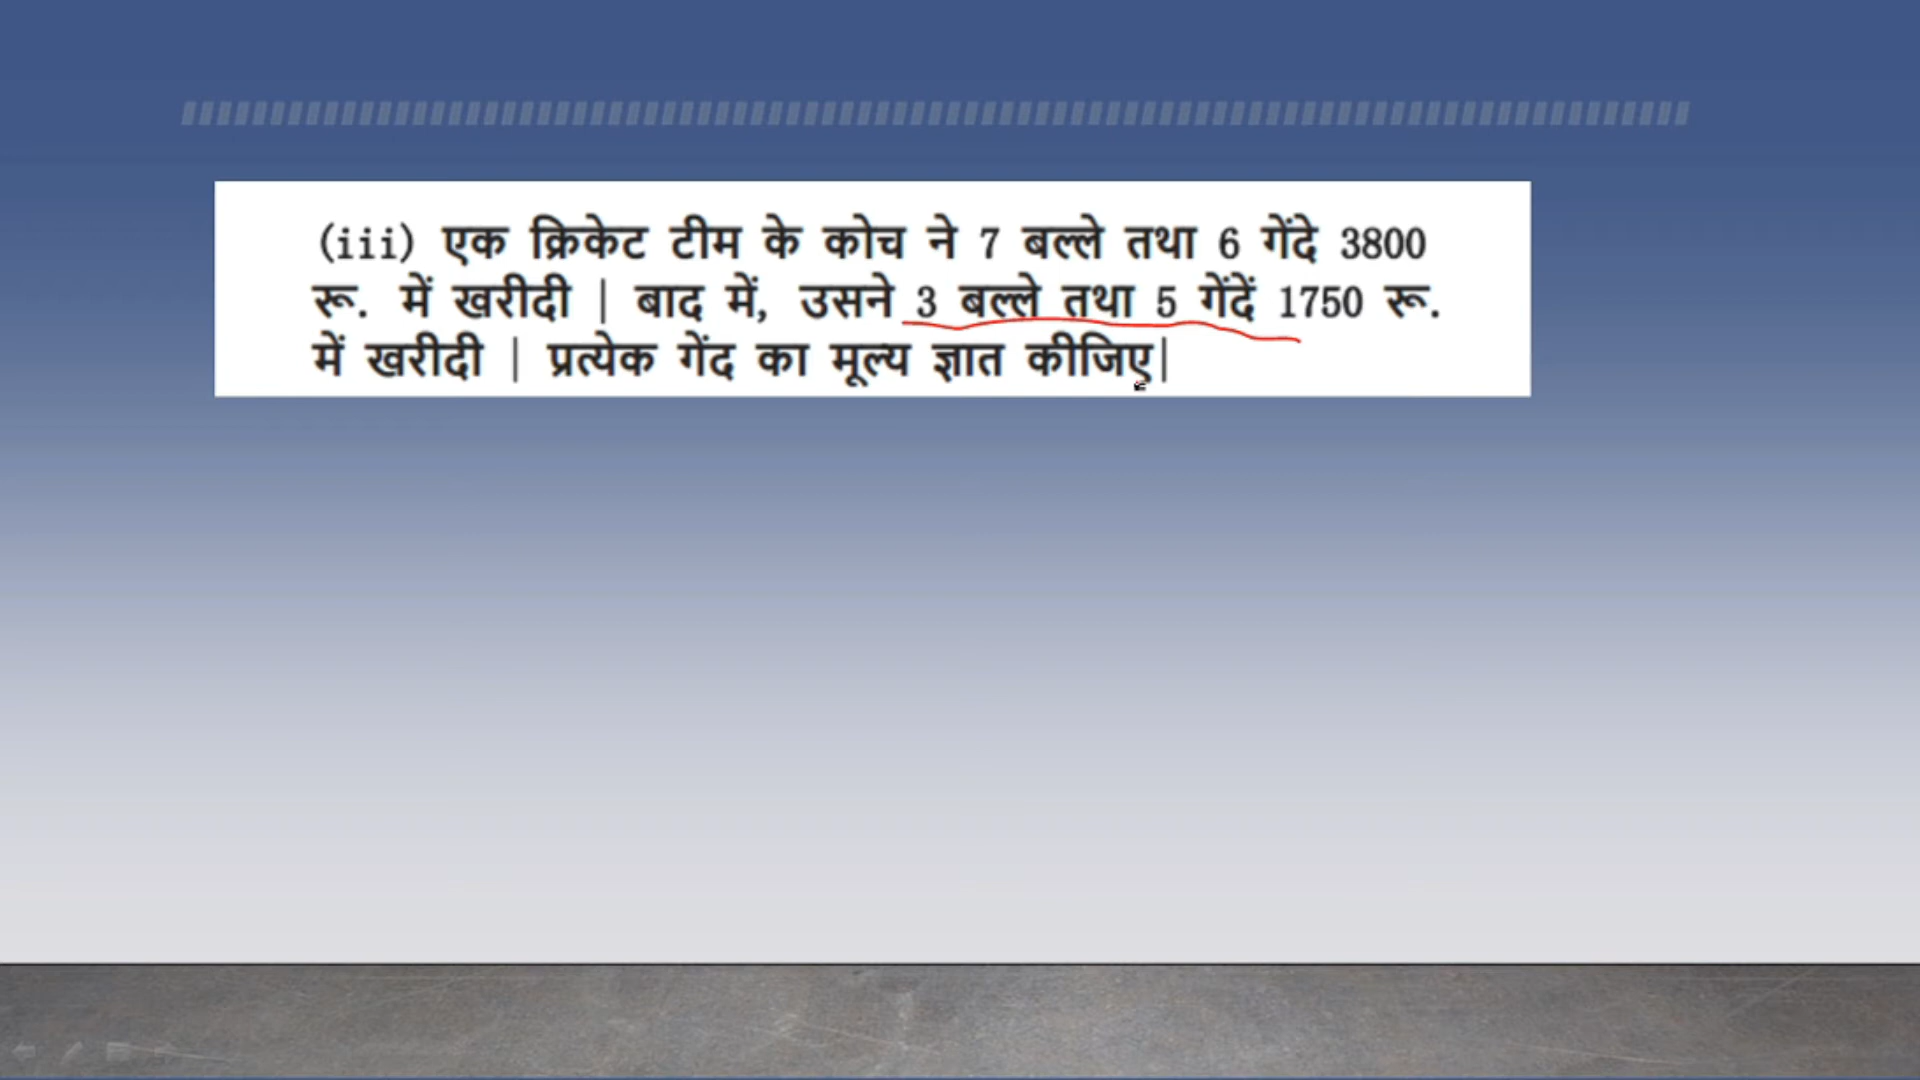 (iii) एक क्रिकेट टीम के कोच ने 7 बल्ले तथा 6 गेंदे 3800
रू. में खरीदी | बाद में, उसने 3 बल्ले तथा 5 गेंदें 1750 रू.
में खरीदी | प्रत्येक गेंद का मूल्य ज्ञात कीजिए|